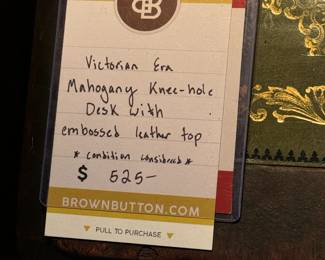 Victorian Era
Mahogany Knee-hole
Desk with
embossed leather top
* condition considered *
$ 525-
BROWNBUTTON.COM
PULL TO PURCHASE